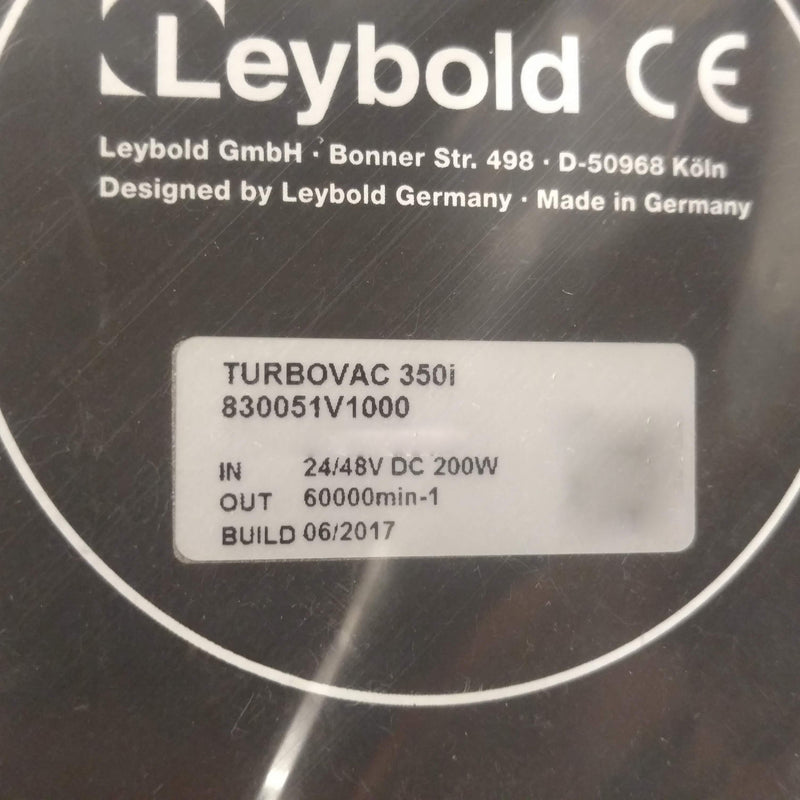 Leybold CE
Leybold GmbH · Bonner Str. 498 · D-50968 Köln
Designed by Leybold Germany · Made in Germany
TURBOVAC 350i
830051V1000
IN 24/48V DC 200W
OUT 60000min-1
BUILD 06/2017